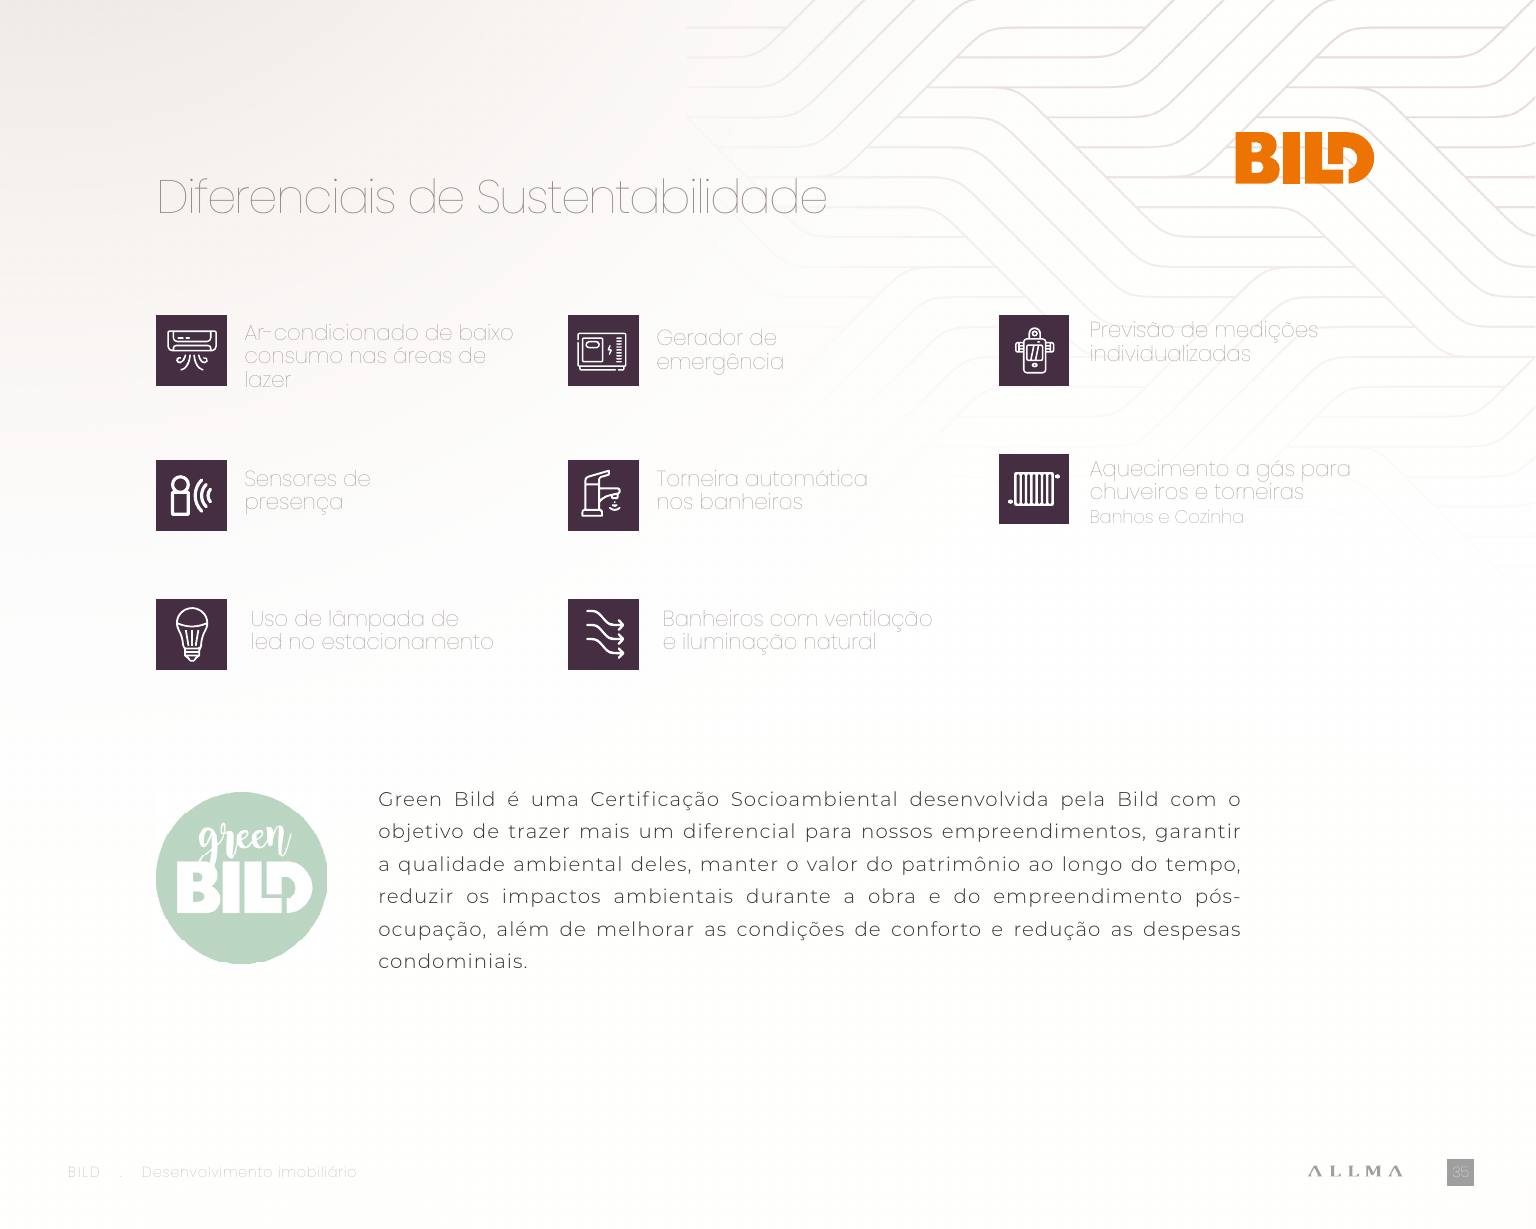 BILD
Diferenciais de Sustentabilidade
Ar-condicionado de baixo
consumo nas áreas de
lazer
Gerador de
emergência
Previsão de medições
individualizadas
Sensores de
presença
Torneira automática
nos banheiros
Aquecimento a gás para
chuveiros e torneiras
Banhos e Cozinha
Uso de lâmpada de
led no estacionamento
Banheiros com ventilação
e iluminação natural
green
BILD
Green Bild é uma Certificação Socioambiental desenvolvida pela Bild com o
objetivo de trazer mais um diferencial para nossos empreendimentos, garantir
a qualidade ambiental deles, manter o valor do patrimônio ao longo do tempo,
reduzir os impactos ambientais durante a obra e do empreendimento pós-
ocupação, além de melhorar as condições de conforto e redução as despesas
condominiais.
BILD . Desenvolvimento imobiliário
ALLMA
35